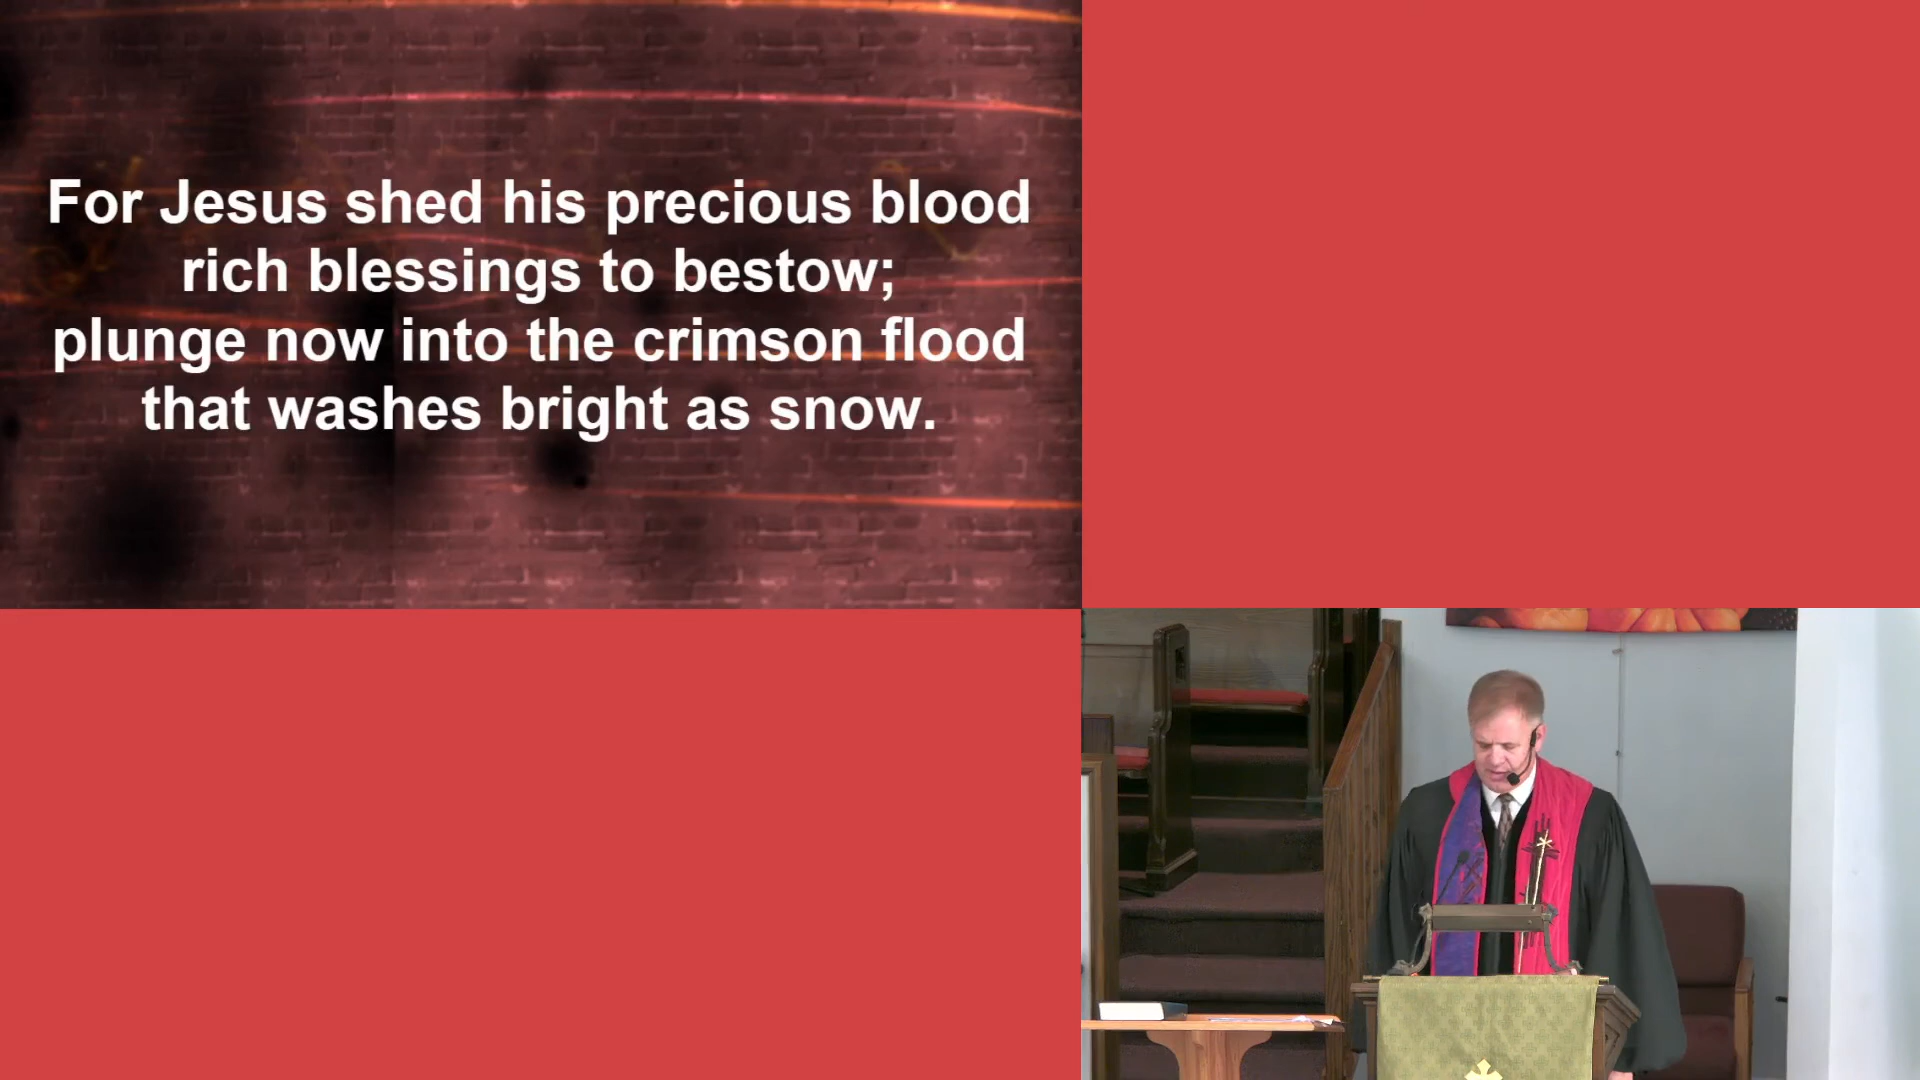 For Jesus shed his precious blood
rich blessings to bestow;
plunge now into the crimson flood
that washes bright as snow.